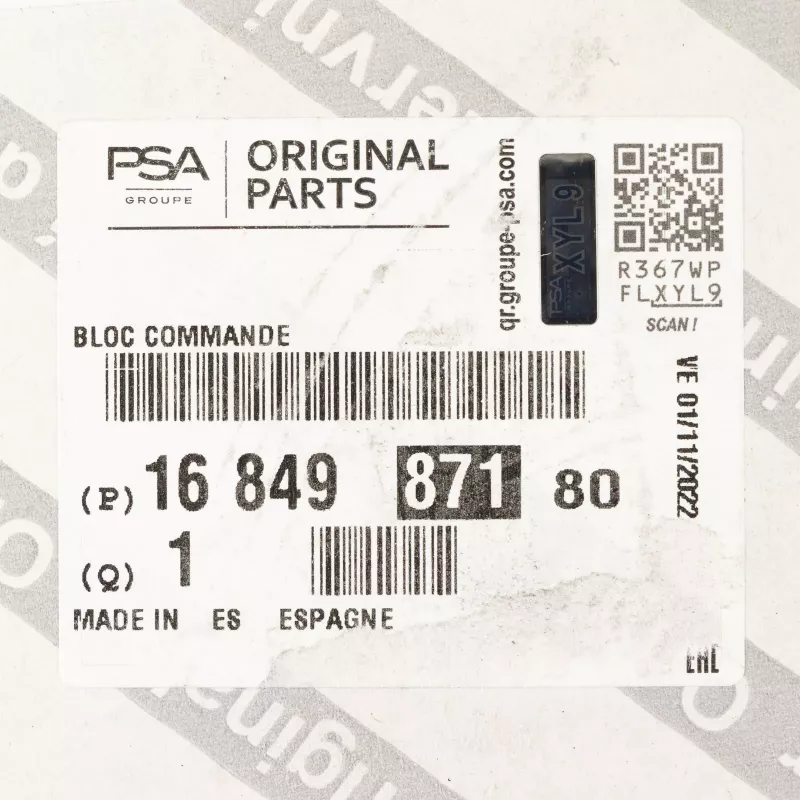 PSA
GROUPE
ORIGINAL
PARTS
qr.groupe-psa.com
PSA
XYL9
R367WP
FLXYL9
SCAN!
BLOC COMMANDE
VE 01/11/2022
(P) 16 849 871 80
(Q) 1
MADE IN ES ESPAGNE